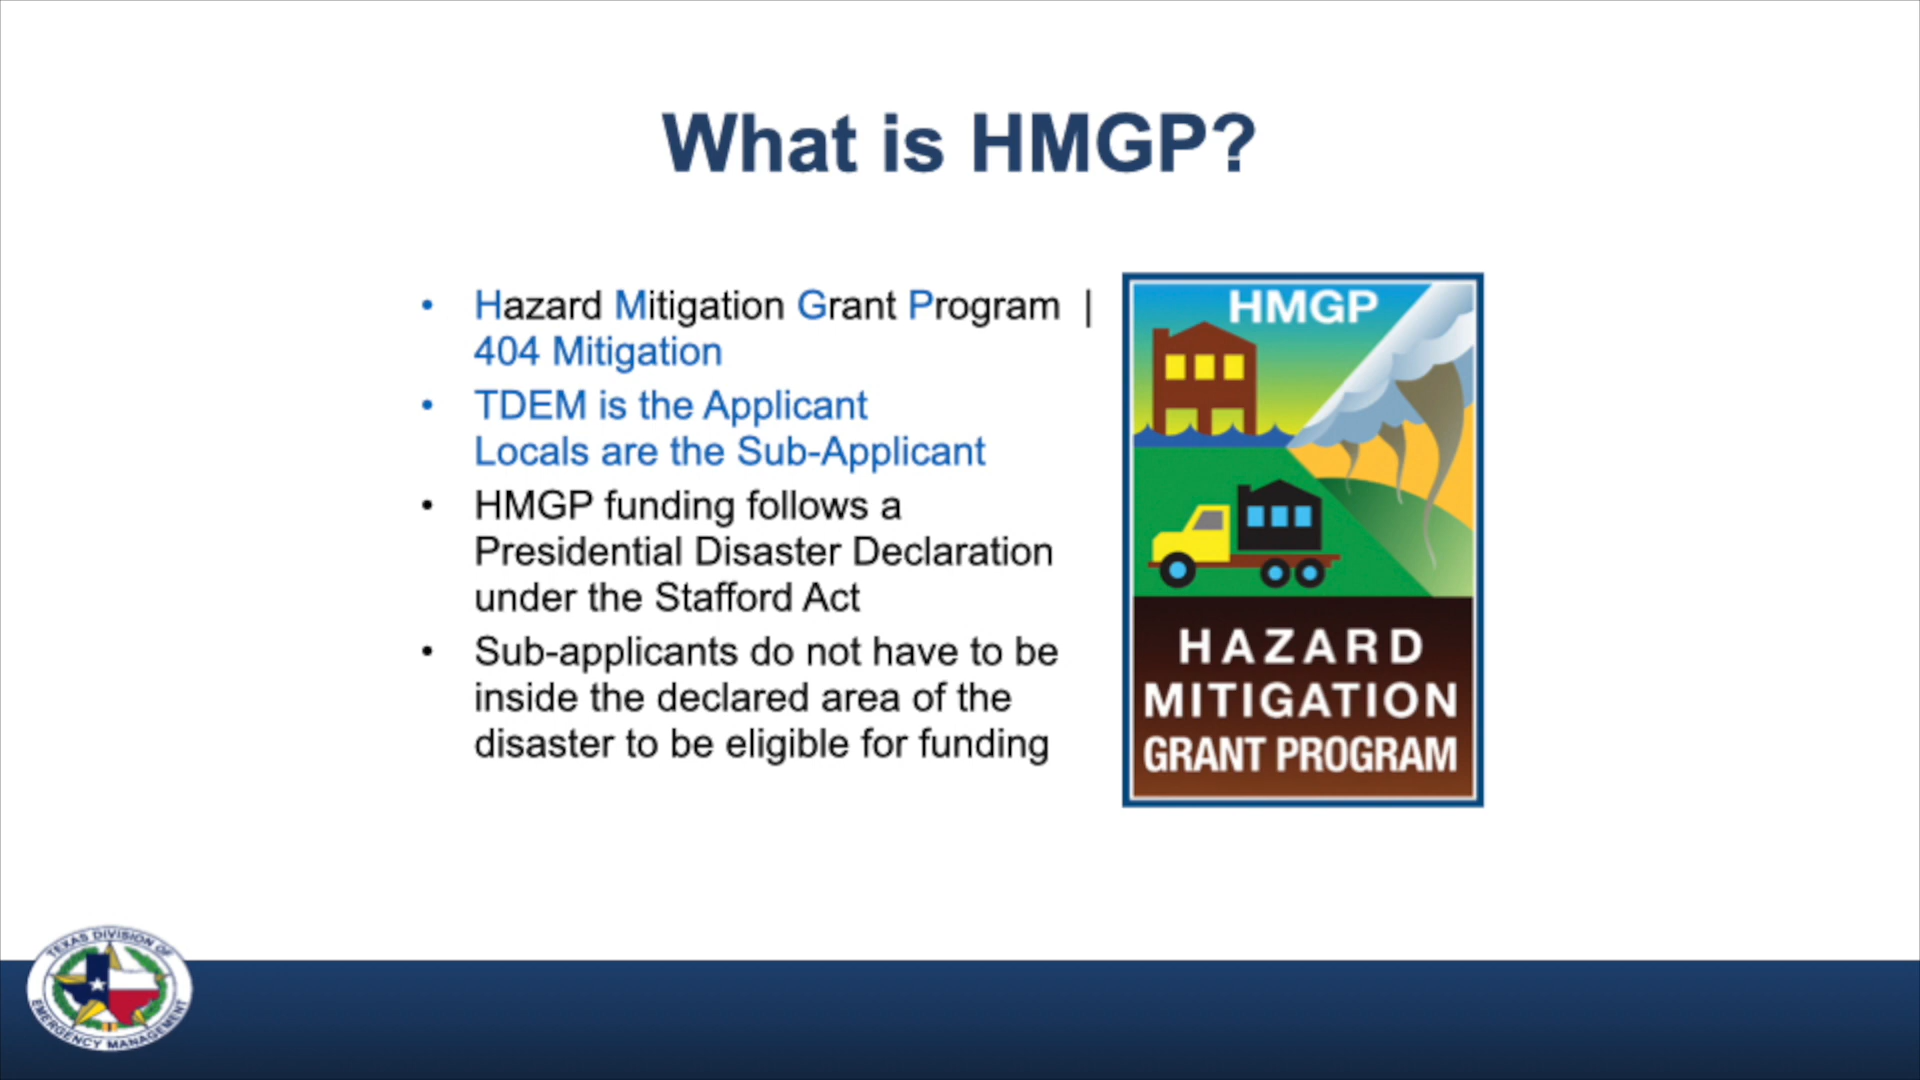 What is HMGP?
• Hazard Mitigation Grant Program |
404 Mitigation
• TDEM is the Applicant
Locals are the Sub-Applicant
• HMGP funding follows a
Presidential Disaster Declaration
under the Stafford Act
• Sub-applicants do not have to be
inside the declared area of the
disaster to be eligible for funding
HMGP
HAZARD
MITIGATION
GRANT PROGRAM
TEXAS DIVISION OF
EMERGENCY MANAGEMENT